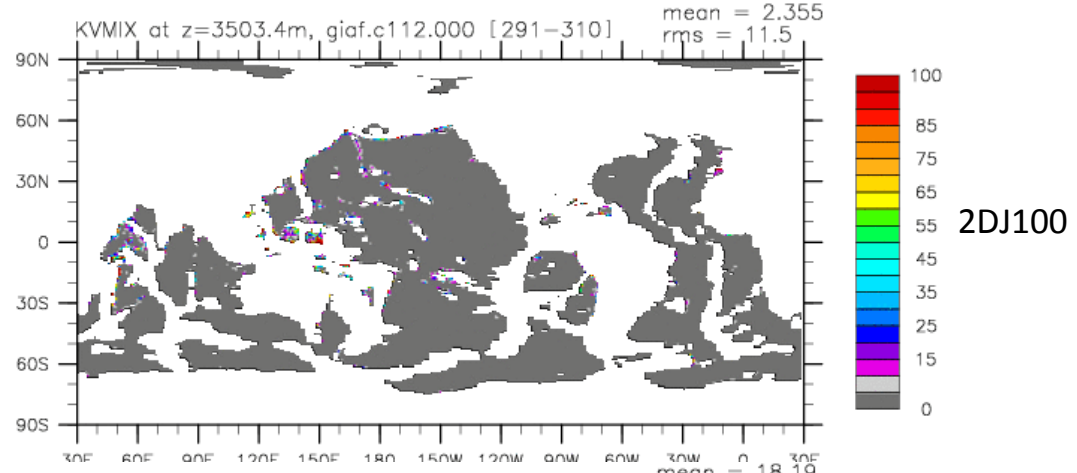 mean = 2.355
KVMIX at z=3503.4m, giaf.c112.000 [291-310]
rms = 11.5
90N
60N
30N
0
30S
60S
90S
30E 60E 90E 120E 150E 180 150W 120W 90W 60W 30W 0 30E
mean = 18.19
100
85
75
65
55
45
35
25
15
0
2DJ100